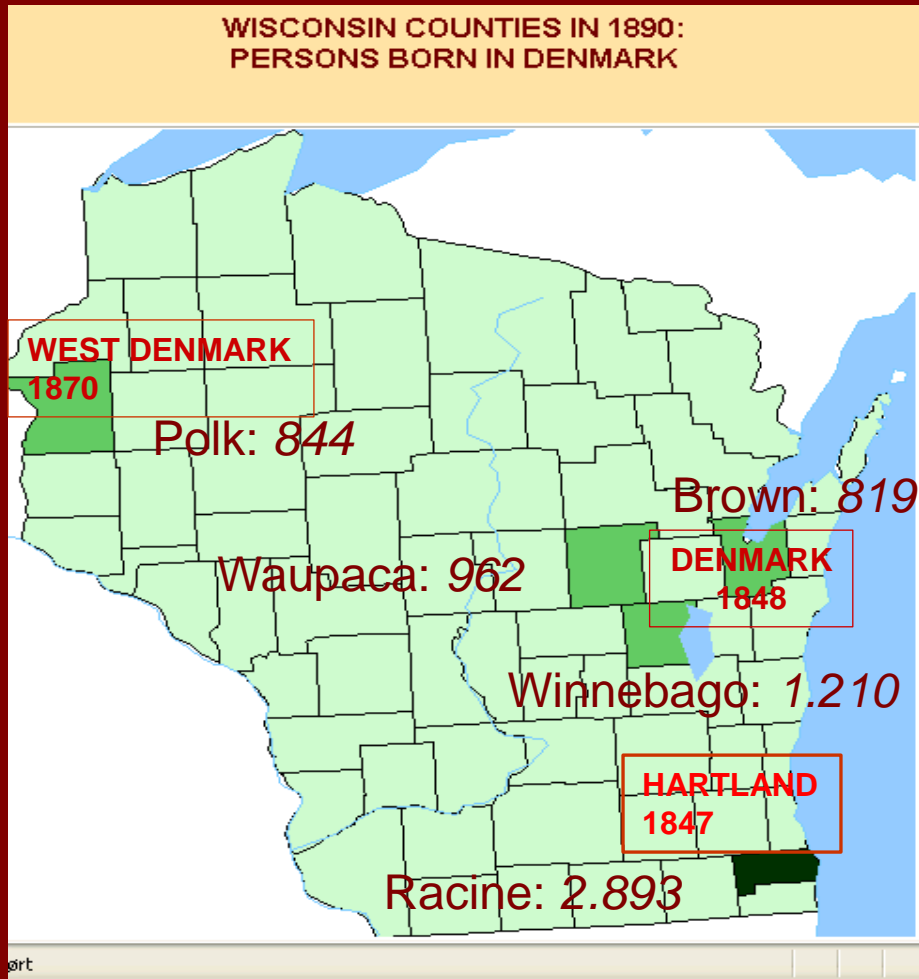 WISCONSIN COUNTIES IN 1890:
PERSONS BORN IN DENMARK
WEST DENMARK
1870
Polk: 844
Brown: 819
DENMARK
1848
Waupaca: 962
Winnebago: 1.210
HARTLAND
1847
Racine: 2.893
ørt